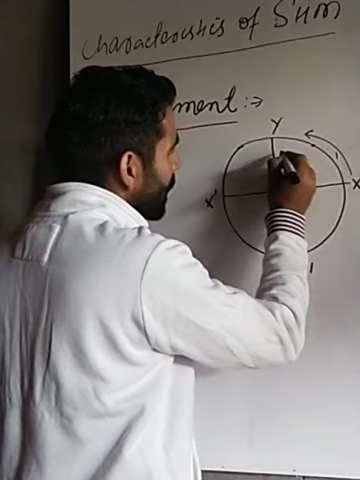 Characteristics of SHM
ment :→
Y
X' X